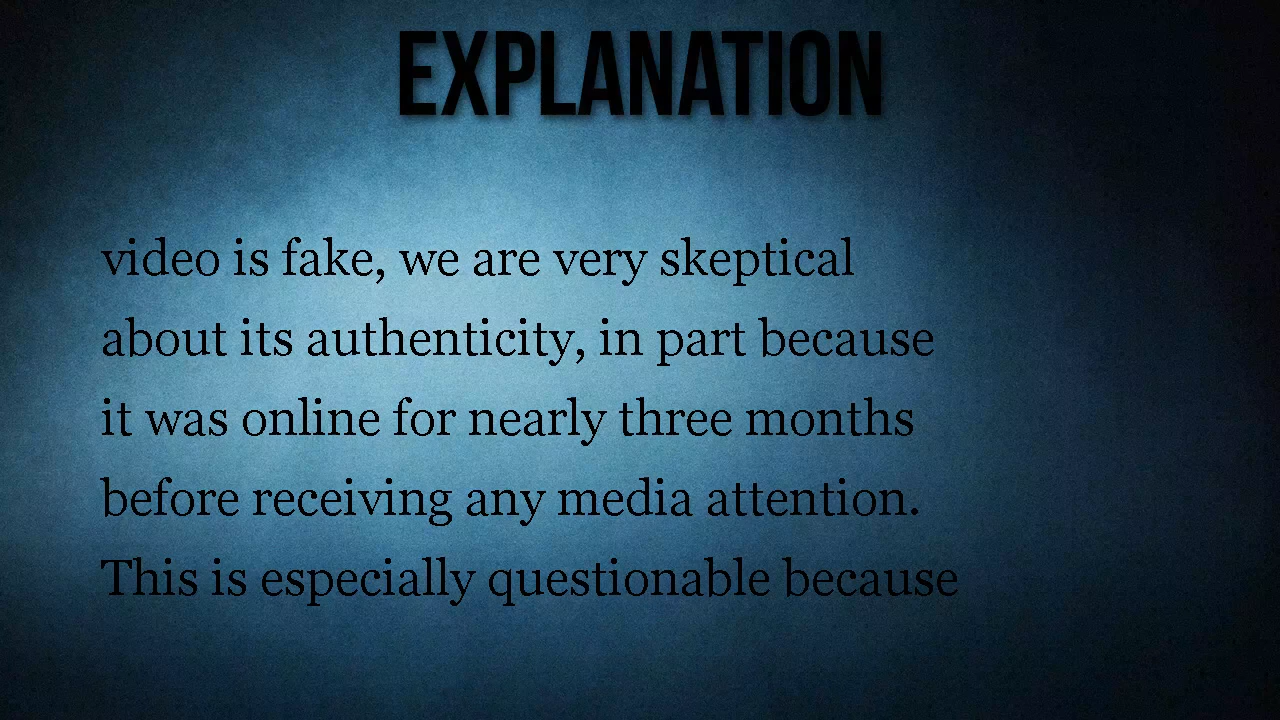 EXPLANATION
video is fake, we are very skeptical
about its authenticity, in part because
it was online for nearly three months
before receiving any media attention.
This is especially questionable because